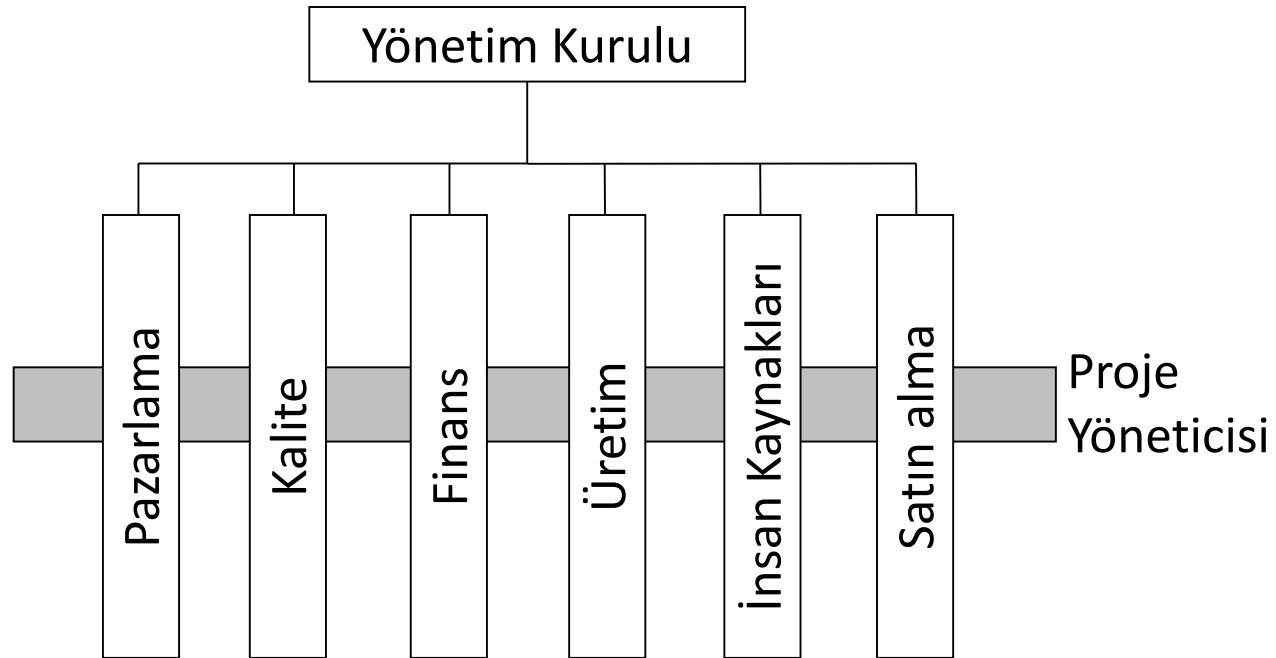 Yönetim Kurulu
Pazarlama
Kalite
Finans
Üretim
İnsan Kaynakları
Satın alma
Proje
Yöneticisi